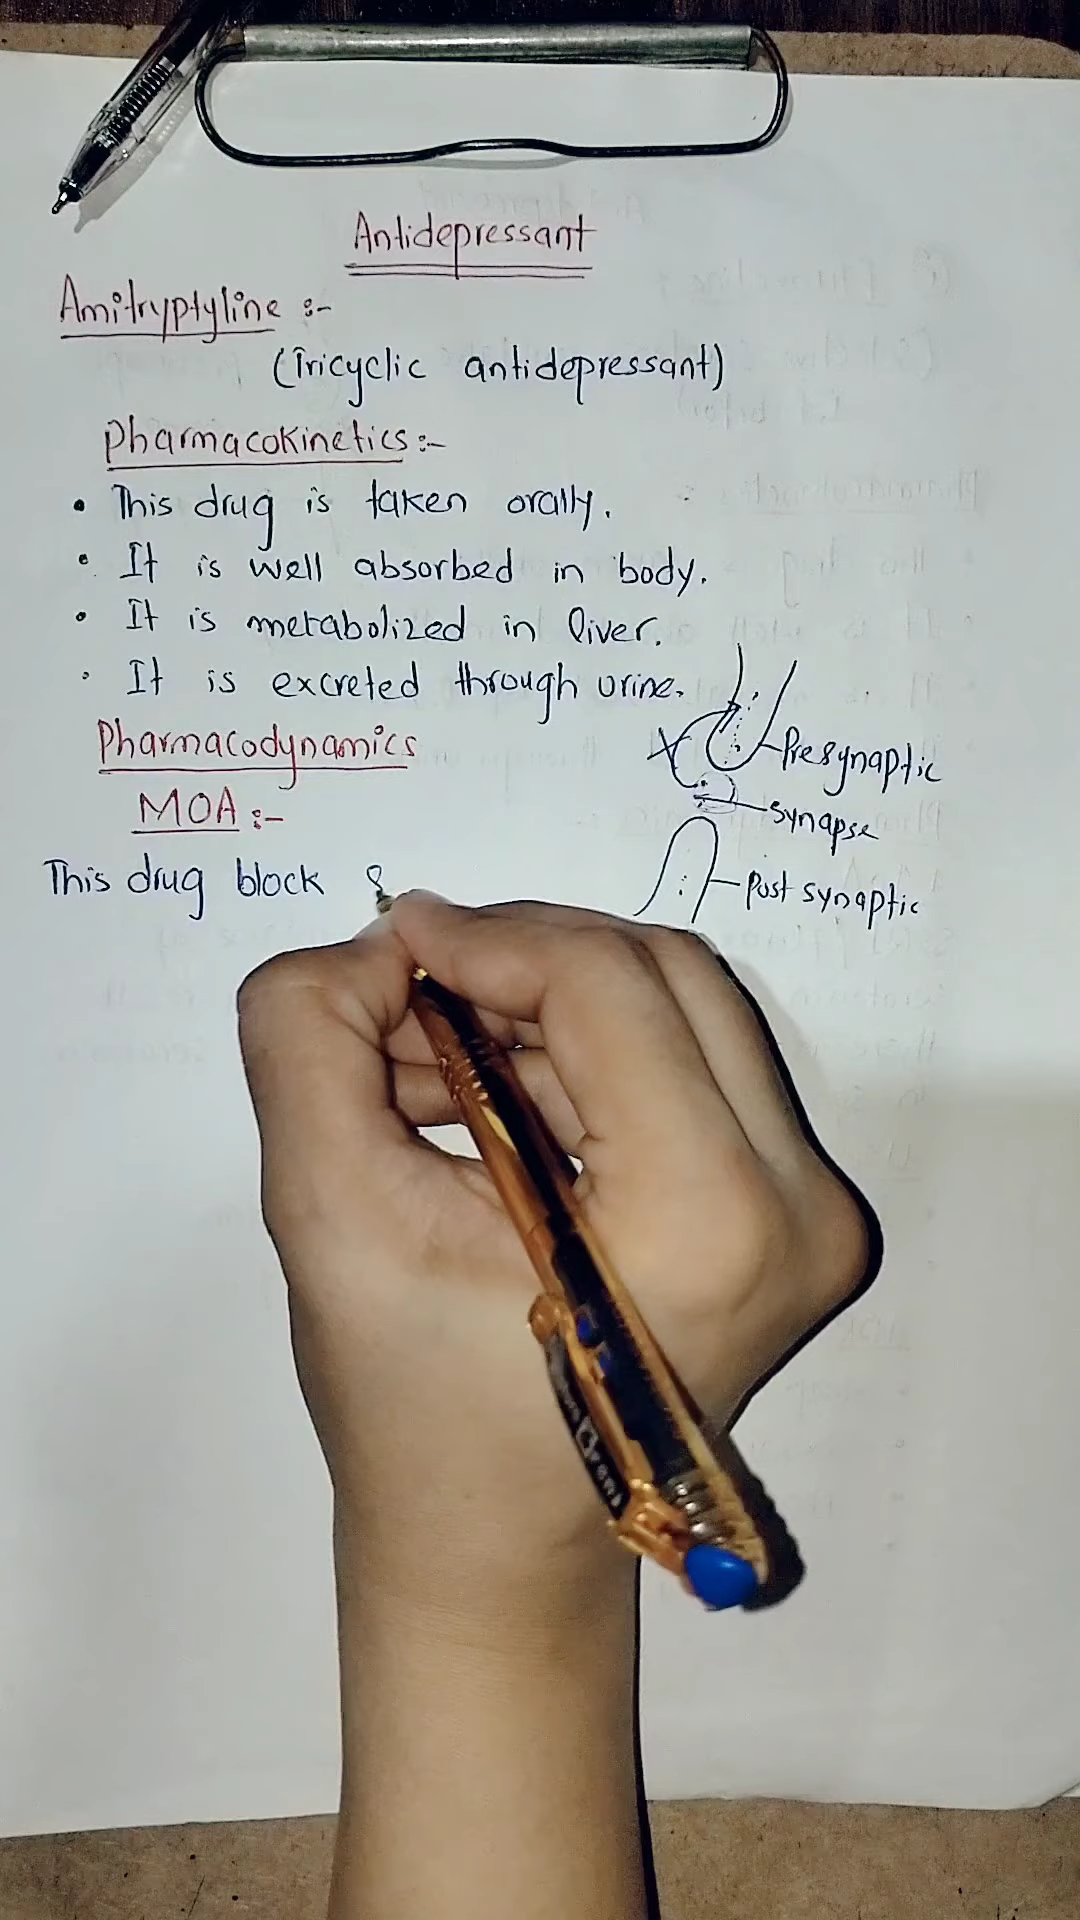 Antidepressant
Amitryptyline :-
(Tricyclic antidepressant)
Pharmacokinetics:-
• This drug is taken orally.
• It is well absorbed in body.
• It is metabolized in liver.
• It is excreted through urine.
Pharmacodynamics
MOA :-
Presynaptic
synapse
Post synaptic
This drug block